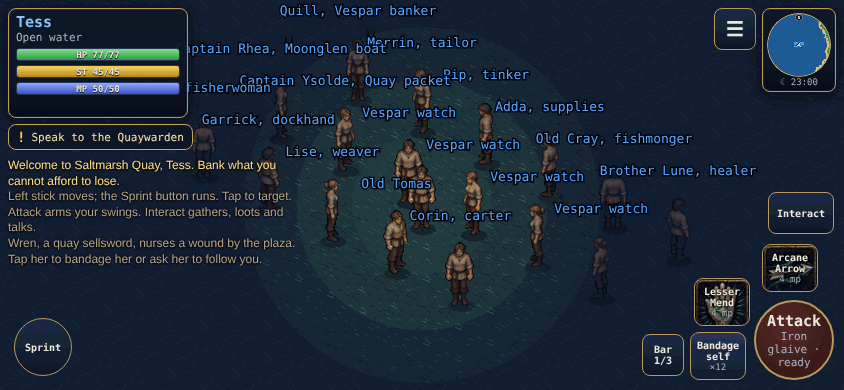 Tess
Open water
HP 77/77
ST 45/45
MP 50/50
! Speak to the Quaywarden
Welcome to Saltmarsh Quay, Tess. Bank what you
cannot afford to lose.
Left stick moves; the Sprint button runs. Tap to target.
Attack arms your swings. Interact gathers, loots and
talks.
Wren, a quay sellsword, nurses a wound by the plaza.
Tap her to bandage her or ask her to follow you.
Quill, Vespar banker
Rhea, Moonglen boat
Merrin, tailor
Captain Ysolde, Quay packet
Pip, tinker
fisherwoman
Vespar watch
Adda, supplies
Garrick, dockhand
Lise, weaver
Vespar watch
Old Cray, fishmonger
Old Tomas
Vespar watch
Brother Lune, healer
Corin, carter
Vespar watch
☰
☾ 23:00
Interact
Arcane
Arrow
4 mp
Lesser
Mend
4 mp
Attack
Iron
glaive ·
ready
Bar
1/3
Bandage
self
×12
Sprint